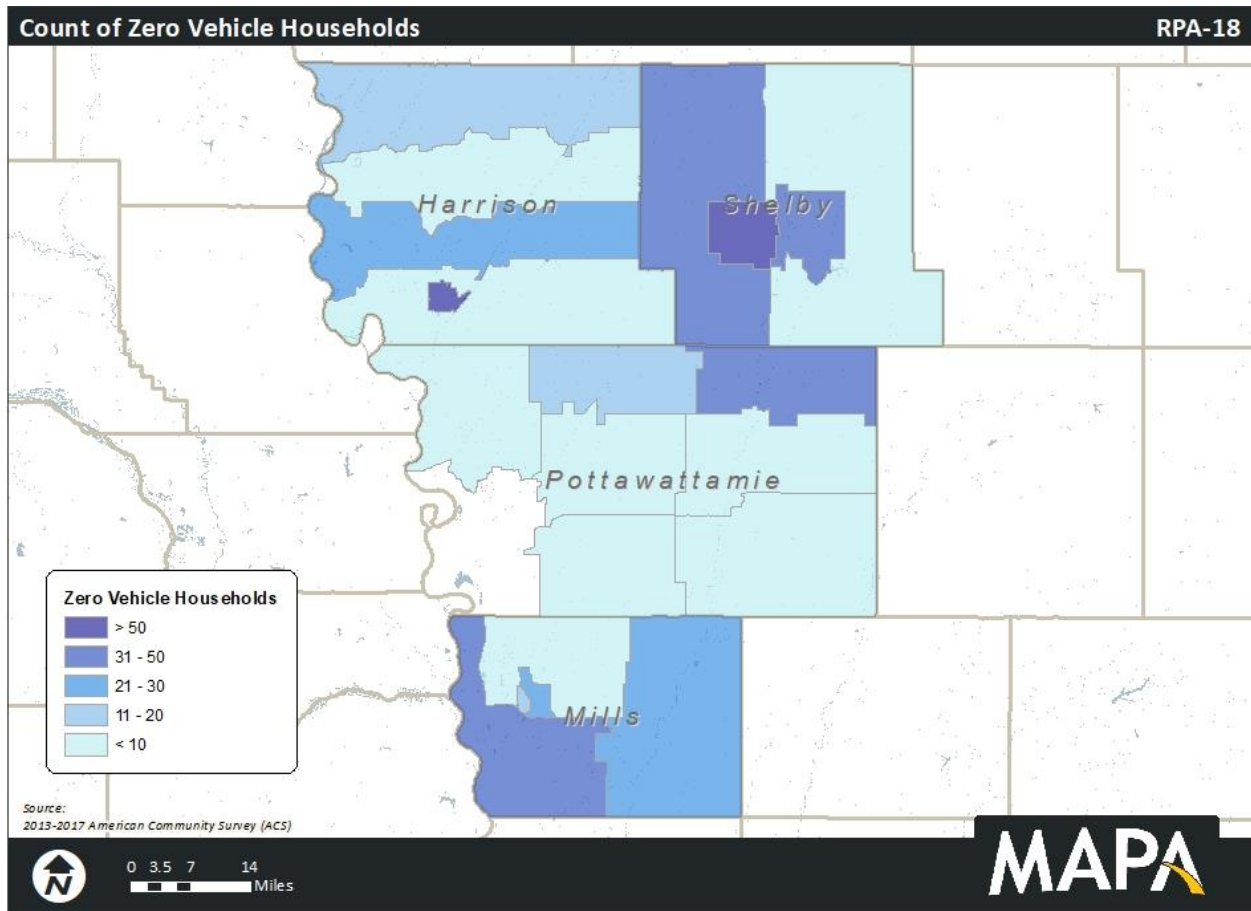 Count of Zero Vehicle Households
RPA-18
Harrison
Shelby
Pottawattamie
Mills
Zero Vehicle Households
> 50
31 - 50
21 - 30
11 - 20
< 10
Source:
2013-2017 American Community Survey (ACS)
N
0 3.5 7 14
Miles
MAPA